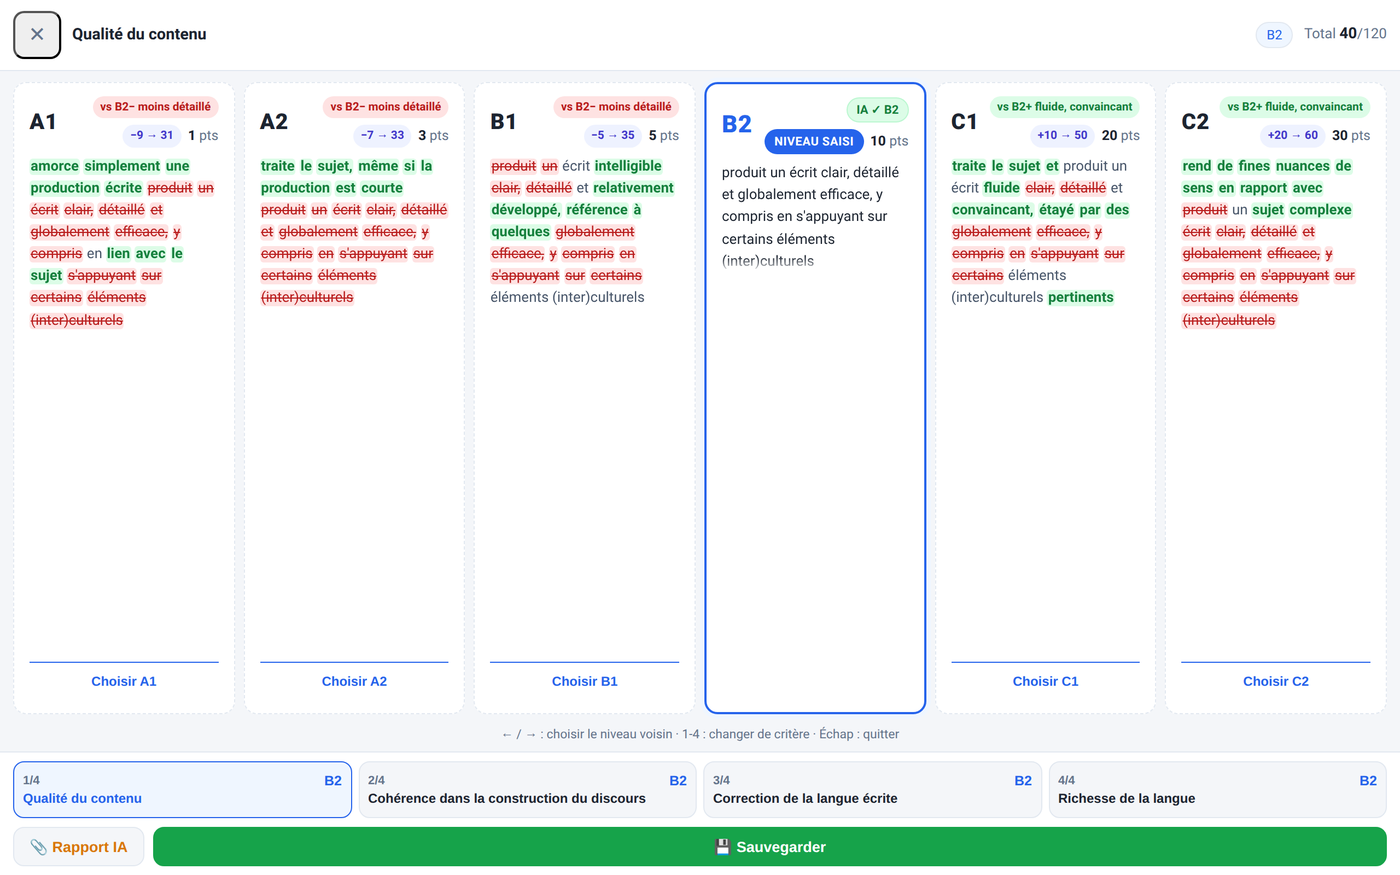 ✕ Qualité du contenu B2 Total 40/120
A1 vs B2− moins détaillé
−9 → 31 1 pts
amorce simplement une
production écrite produit un
écrit clair, détaillé et
globalement efficace, y
compris en lien avec le
sujet s'appuyant sur
certains éléments
(inter)culturels
Choisir A1
A2 vs B2− moins détaillé
−7 → 33 3 pts
traite le sujet, même si la
production est courte
produit un écrit clair, détaillé
et globalement efficace, y
compris en s'appuyant sur
certains éléments
(inter)culturels
Choisir A2
B1 vs B2− moins détaillé
−5 → 35 5 pts
produit un écrit intelligible
clair, détaillé et relativement
développé, référence à
quelques globalement
efficace, y compris en
s'appuyant sur certains
éléments (inter)culturels
Choisir B1
B2 IA ✓ B2
NIVEAU SAISI 10 pts
produit un écrit clair, détaillé
et globalement efficace, y
compris en s'appuyant sur
certains éléments
(inter)culturels
C1 vs B2+ fluide, convaincant
+10 → 50 20 pts
traite le sujet et produit un
écrit fluide clair, détaillé et
convaincant, étayé par des
globalement efficace, y
compris en s'appuyant sur
certains éléments
(inter)culturels pertinents
Choisir C1
C2 vs B2+ fluide, convaincant
+20 → 60 30 pts
rend de fines nuances de
sens en rapport avec
produit un sujet complexe
écrit clair, détaillé et
globalement efficace, y
compris en s'appuyant sur
certains éléments
(inter)culturels
Choisir C2
← / → : choisir le niveau voisin · 1-4 : changer de critère · Échap : quitter
1/4 B2
Qualité du contenu
2/4 B2
Cohérence dans la construction du discours
3/4 B2
Correction de la langue écrite
4/4 B2
Richesse de la langue
📎 Rapport IA
💾 Sauvegarder